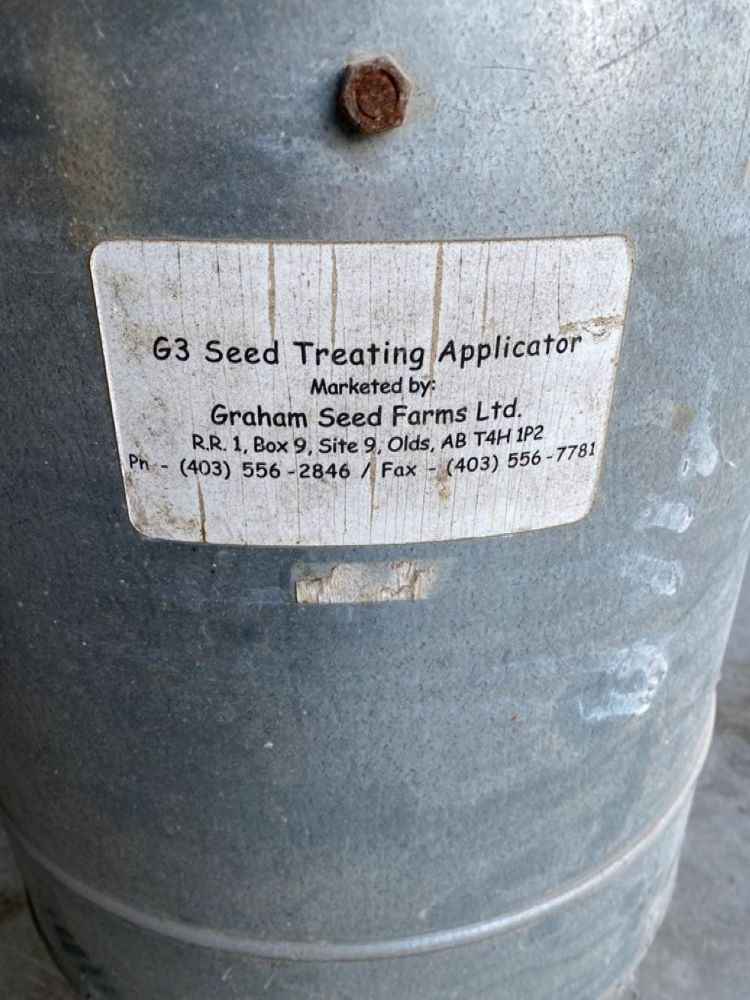 G3 Seed Treating Applicator
Marketed by:
Graham Seed Farms Ltd.
R.R. 1, Box 9, Site 9, Olds, AB T4H 1P2
Ph - (403) 556-2846 / Fax - (403) 556-7781